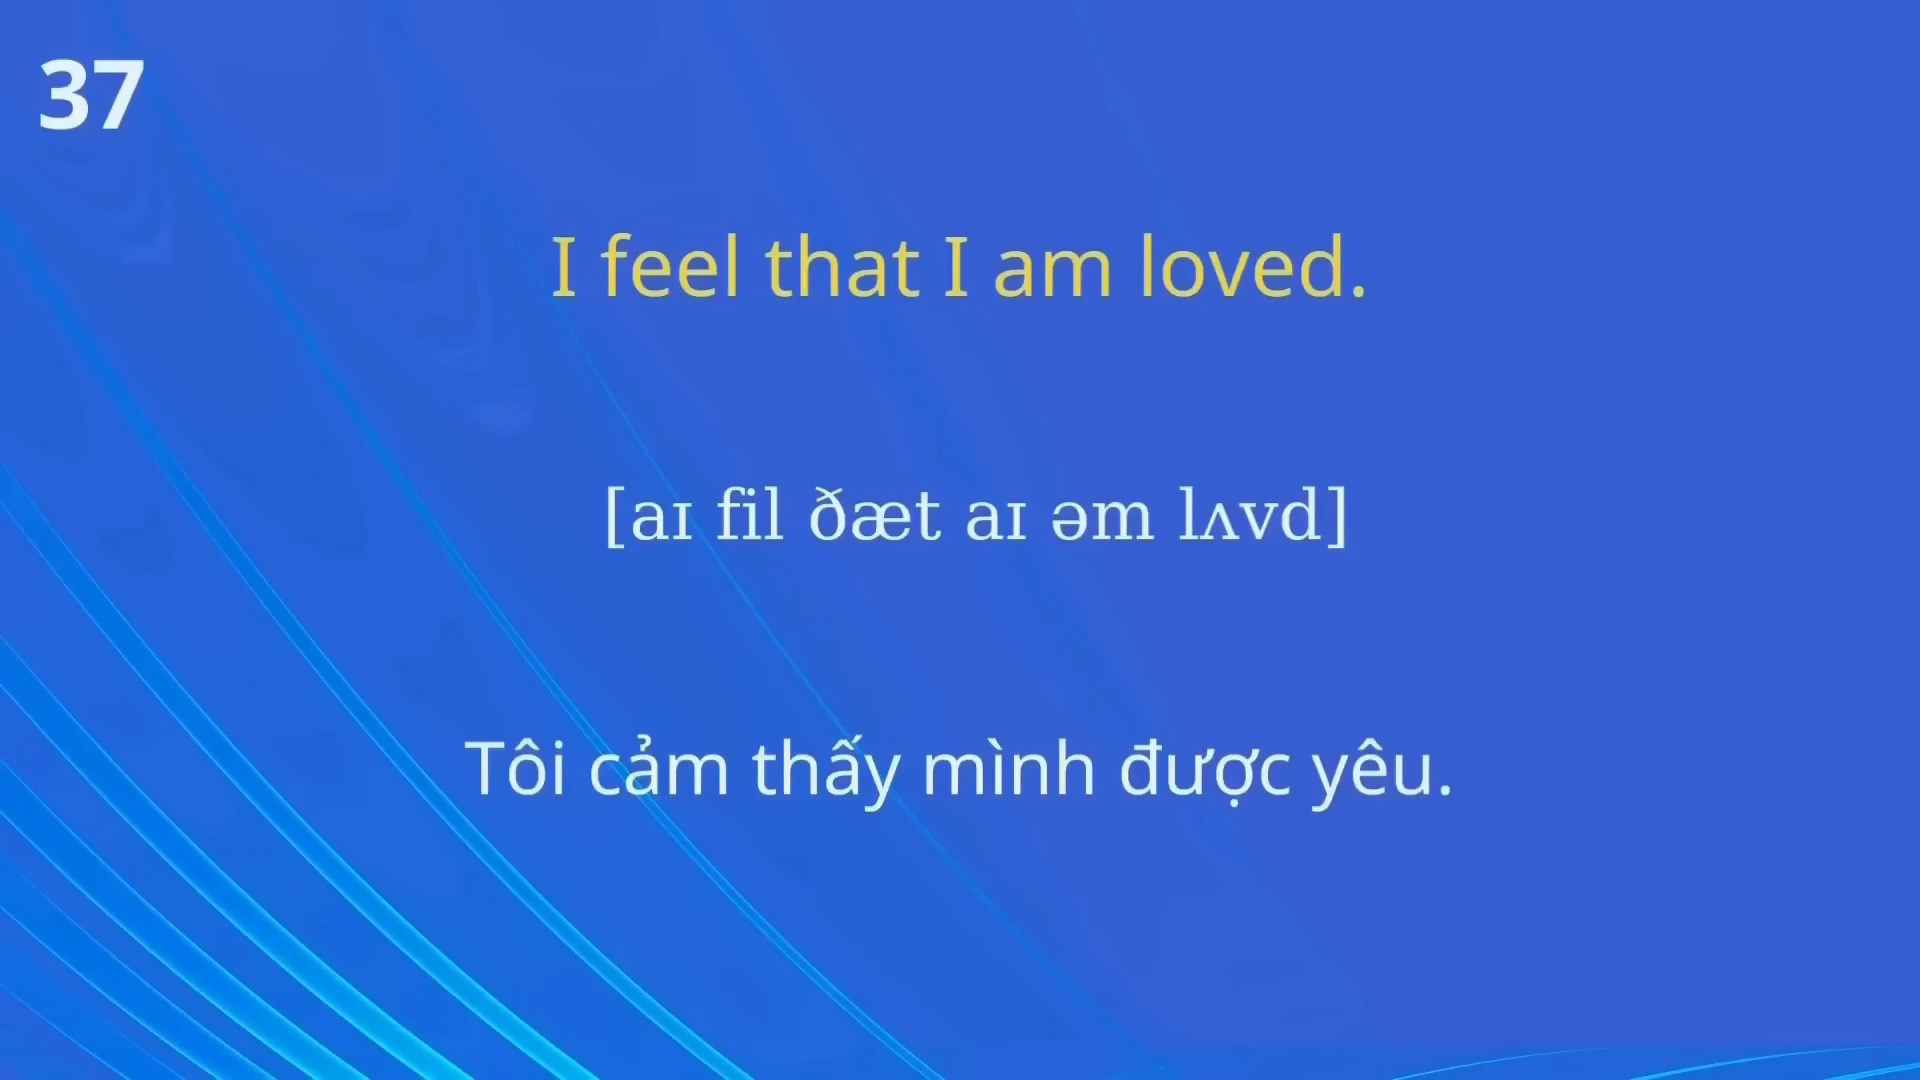 37
I feel that I am loved.
[aɪ fil ðæt aɪ əm lʌvd]
Tôi cảm thấy mình được yêu.